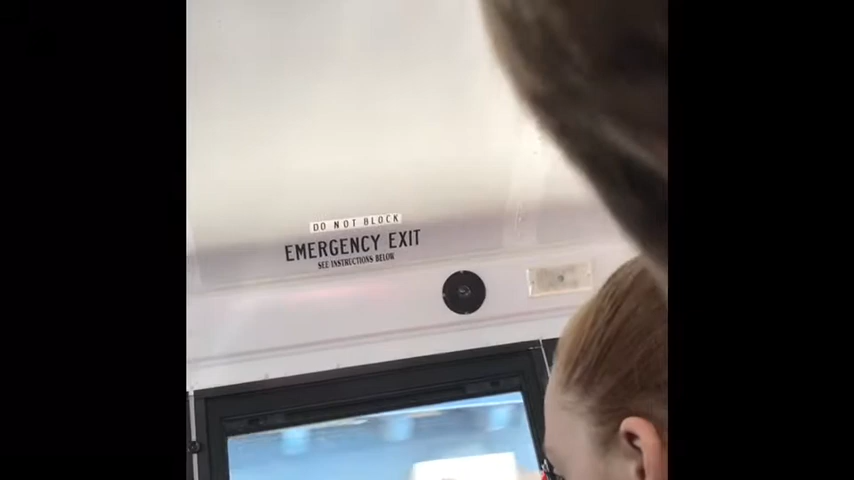 DO NOT BLOCK
EMERGENCY EXIT
SEE INSTRUCTIONS BELOW